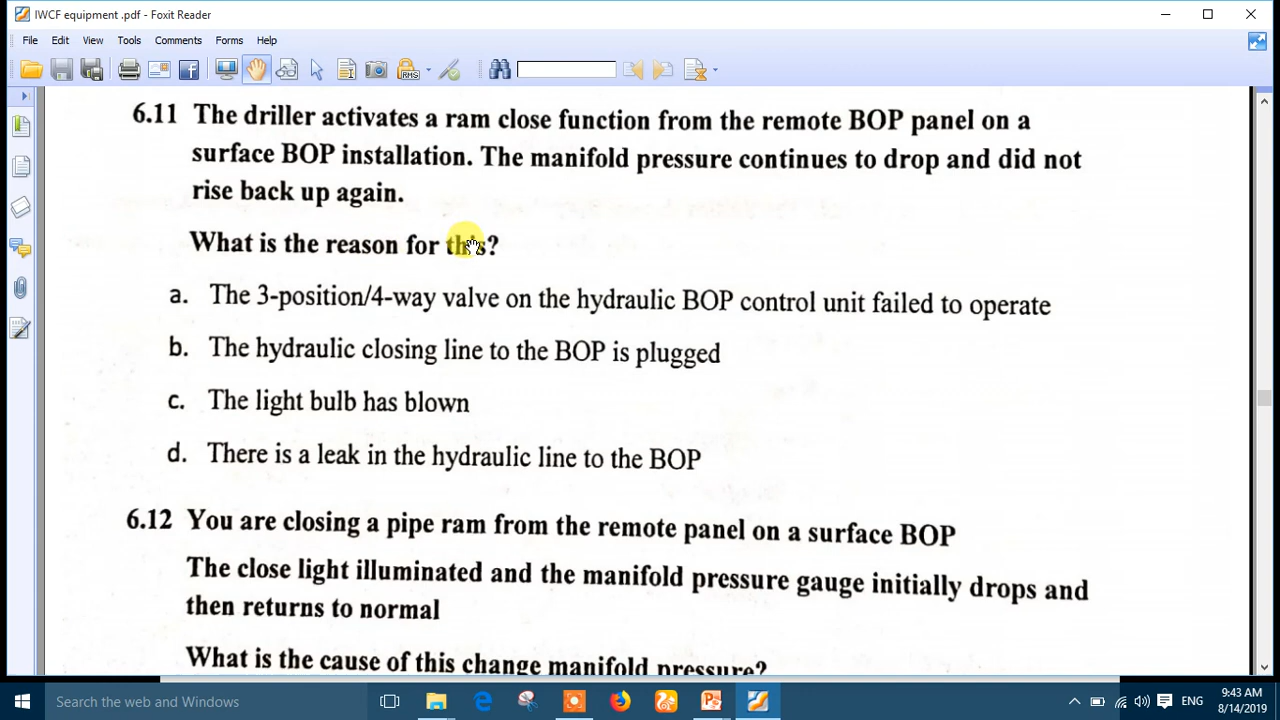 IWCF equipment .pdf - Foxit Reader
File Edit View Tools Comments Forms Help
RMS
6.11 The driller activates a ram close function from the remote BOP panel on a
surface BOP installation. The manifold pressure continues to drop and did not
rise back up again.
What is the reason for this?
a. The 3-position/4-way valve on the hydraulic BOP control unit failed to operate
b. The hydraulic closing line to the BOP is plugged
c. The light bulb has blown
d. There is a leak in the hydraulic line to the BOP
6.12 You are closing a pipe ram from the remote panel on a surface BOP
The close light illuminated and the manifold pressure gauge initially drops and
then returns to normal
What is the cause of this change manifold pressure?
Search the web and Windows
ENG
9:43 AM
8/14/2019